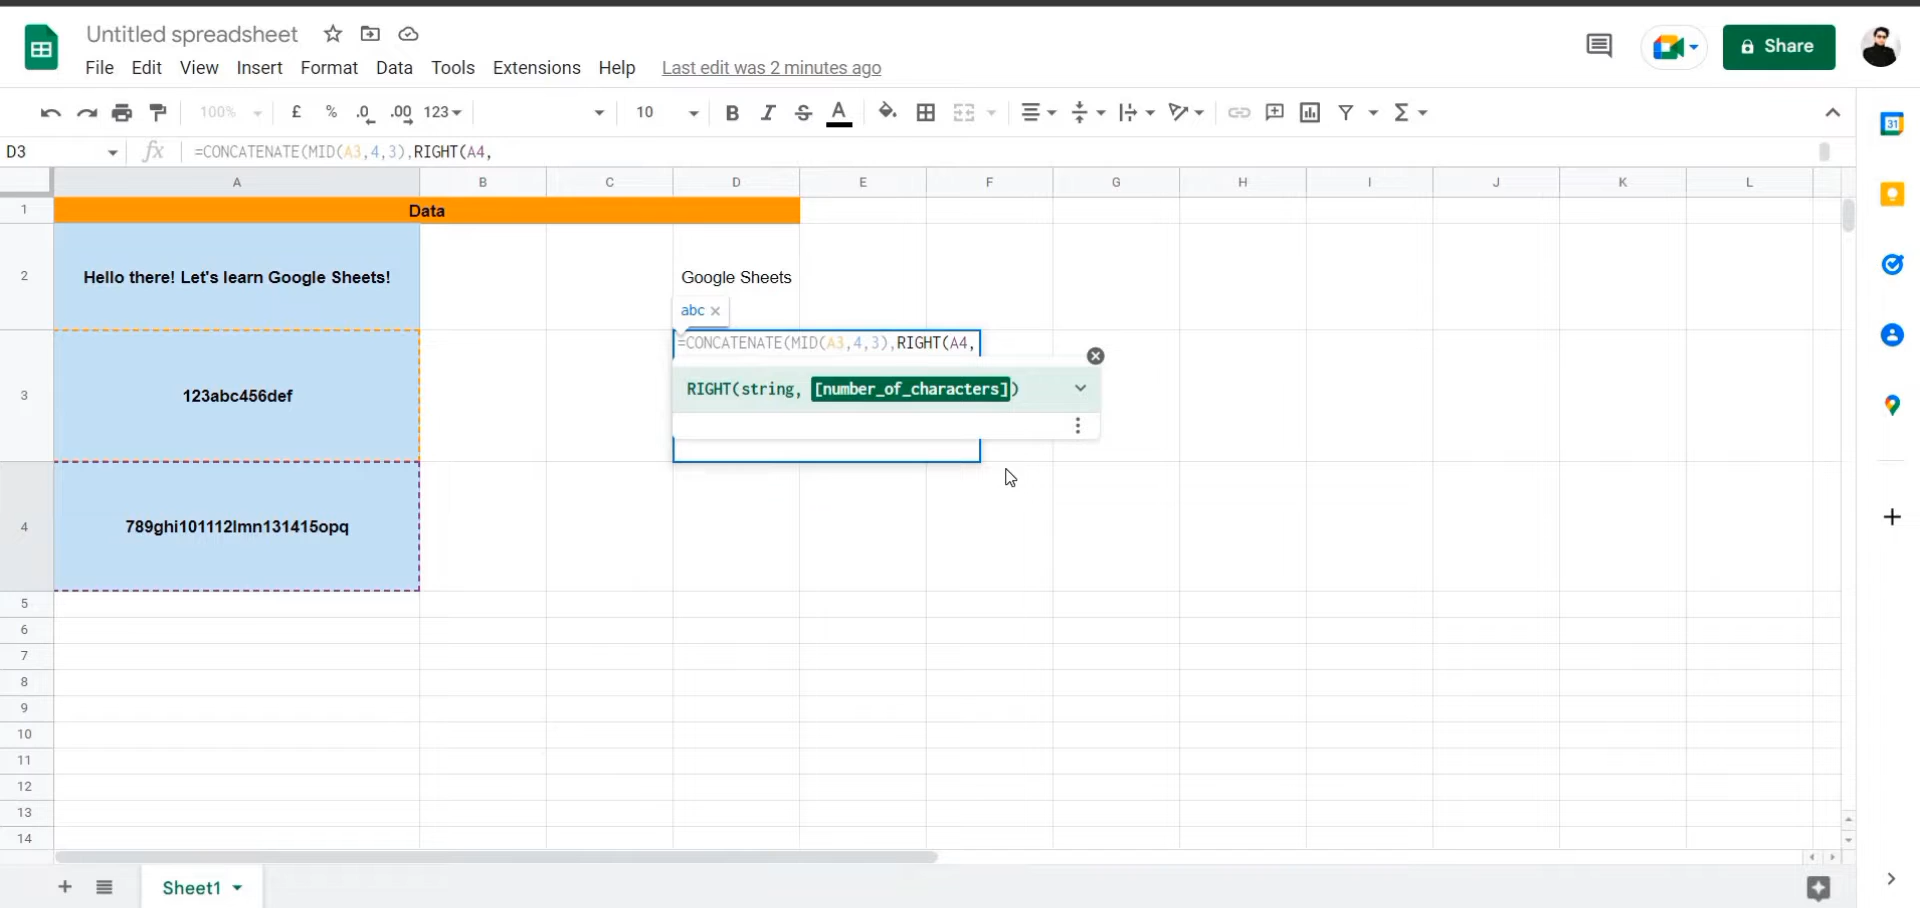 Untitled spreadsheet
File Edit View Insert Format Data Tools Extensions Help Last edit was 2 minutes ago
Share
100% £ % .0 .00 123 10 B I S A Σ
31
D3 fx =CONCATENATE(MID(A3,4,3),RIGHT(A4,
A B C D E F G H I J K L
1 Data
2 Hello there! Let's learn Google Sheets! Google Sheets
abc ×
=CONCATENATE(MID(A3,4,3),RIGHT(A4,
RIGHT(string, [number_of_characters])
3 123abc456def
4 789ghi101112lmn131415opq
5
6
7
8
9
10
11
12
13
14
Sheet1